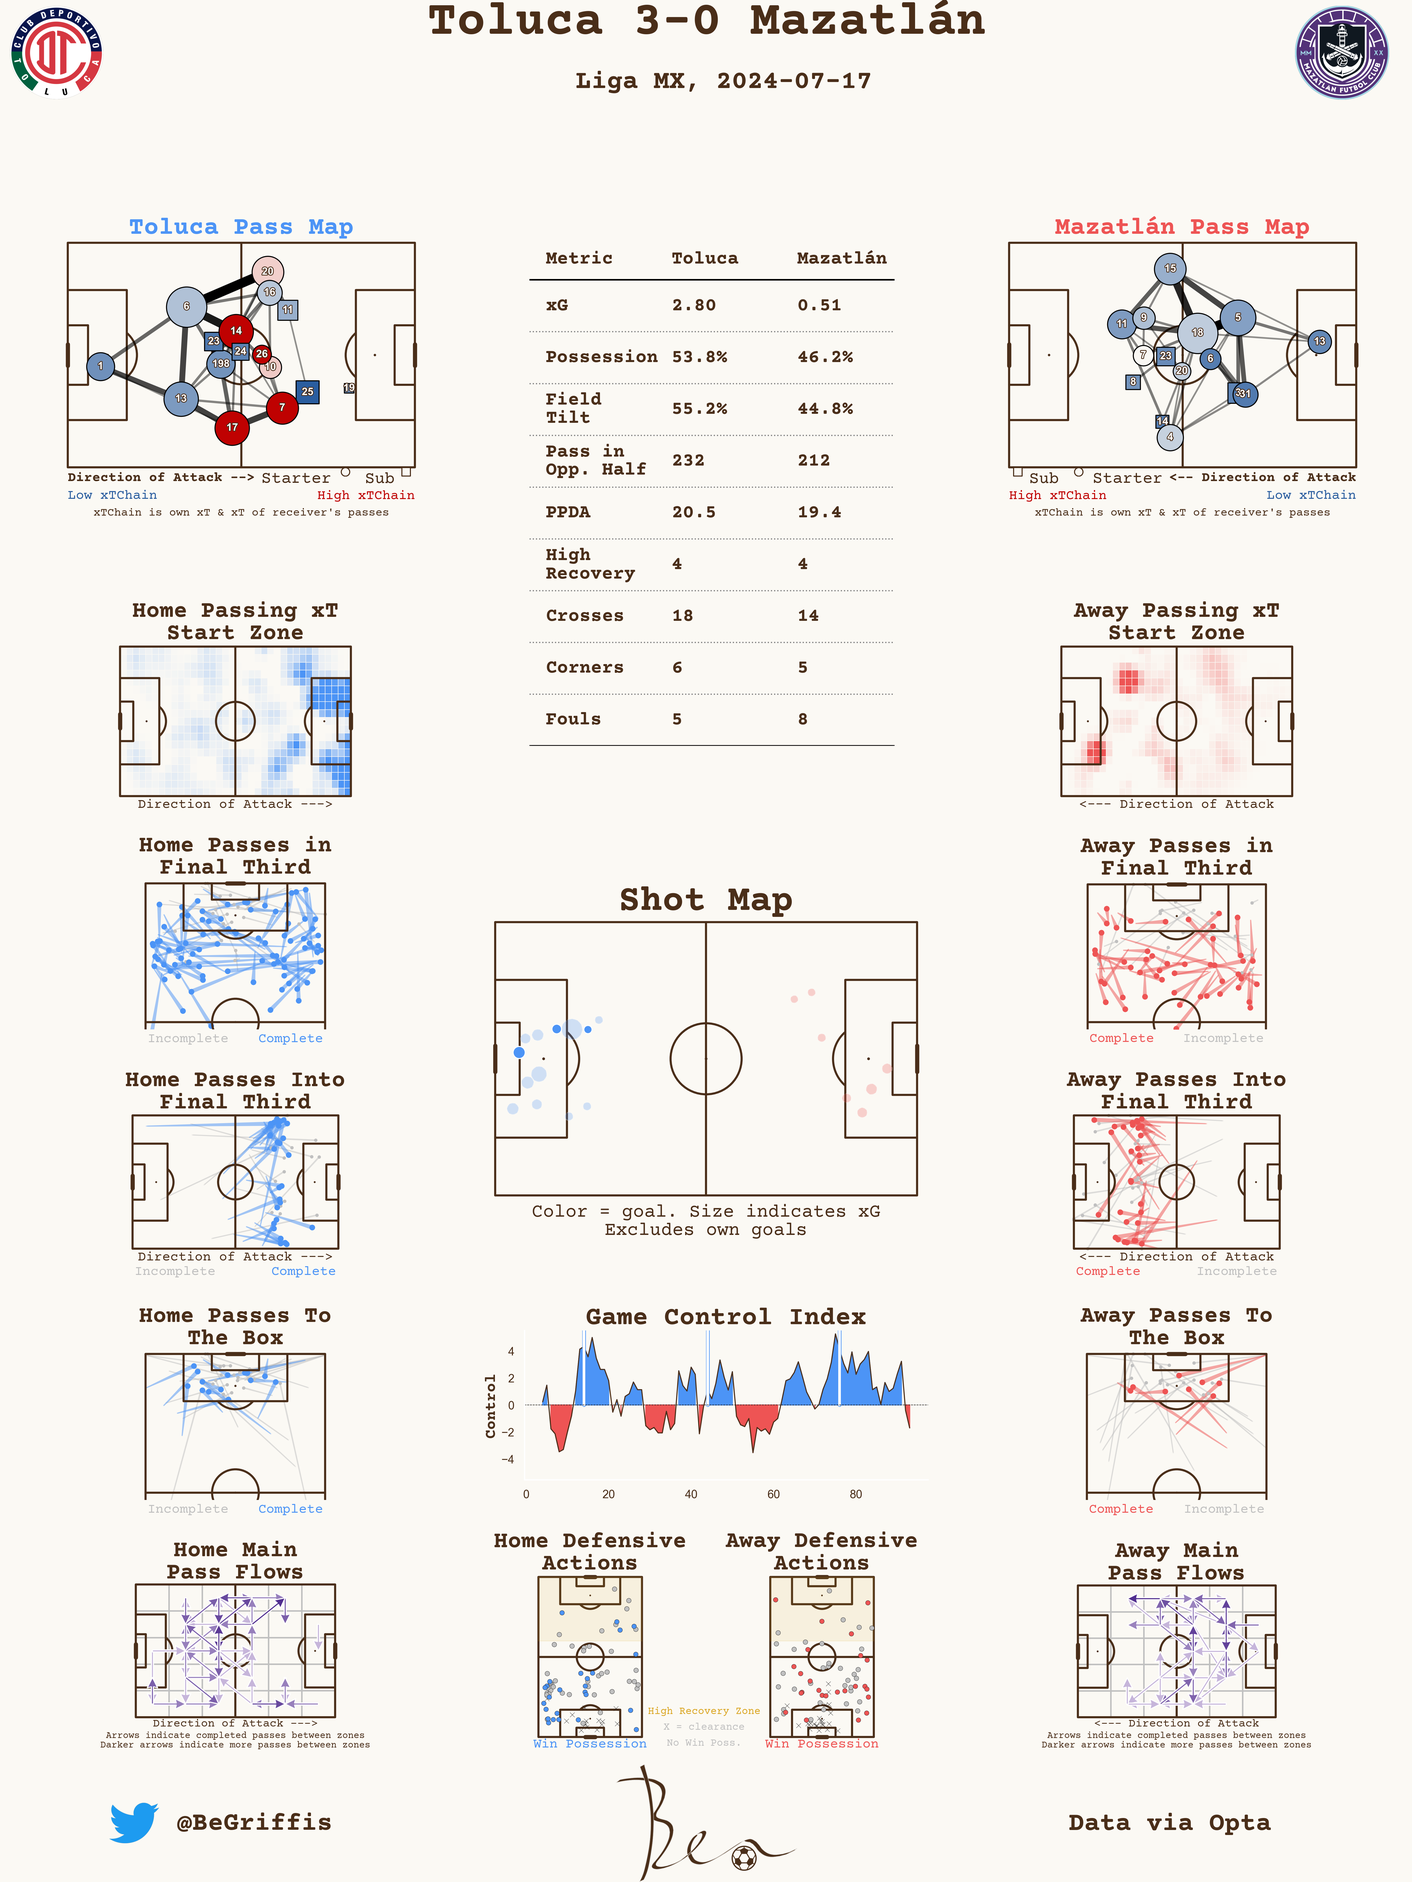 Toluca 3-0 Mazatlán
Liga MX, 2024-07-17
CLUB DEPORTIVO
TOLUCA
MM XX
MAZATLAN FUTBOL CLUB
Toluca Pass Map
20
16
6
11
14
23
24
26
198
10
1
13
25
19
7
17
Direction of Attack --> Starter Sub
Low xTChain High xTChain
xTChain is own xT & xT of receiver's passes
Metric Toluca Mazatlán
xG 2.80 0.51
Possession 53.8% 46.2%
Field
Tilt 55.2% 44.8%
Pass in
Opp. Half 232 212
PPDA 20.5 19.4
High
Recovery 4 4
Crosses 18 14
Corners 6 5
Fouls 5 8
Mazatlán Pass Map
15
9
5
11
18
13
7
23
6
20
8
31
14
4
Sub Starter <-- Direction of Attack
High xTChain Low xTChain
xTChain is own xT & xT of receiver's passes
Home Passing xT
Start Zone
Direction of Attack --->
Away Passing xT
Start Zone
<--- Direction of Attack
Home Passes in
Final Third
Incomplete Complete
Away Passes in
Final Third
Complete Incomplete
Shot Map
Color = goal. Size indicates xG
Excludes own goals
Home Passes Into
Final Third
Direction of Attack --->
Incomplete Complete
Away Passes Into
Final Third
<--- Direction of Attack
Complete Incomplete
Home Passes To
The Box
Incomplete Complete
Game Control Index
Control
4
2
0
−2
−4
0 20 40 60 80
Away Passes To
The Box
Complete Incomplete
Home Main
Pass Flows
Direction of Attack --->
Arrows indicate completed passes between zones
Darker arrows indicate more passes between zones
Home Defensive
Actions
Win Possession
Away Defensive
Actions
Win Possession
High Recovery Zone
X = clearance
No Win Poss.
Away Main
Pass Flows
<--- Direction of Attack
Arrows indicate completed passes between zones
Darker arrows indicate more passes between zones
@BeGriffis
Ben
Data via Opta